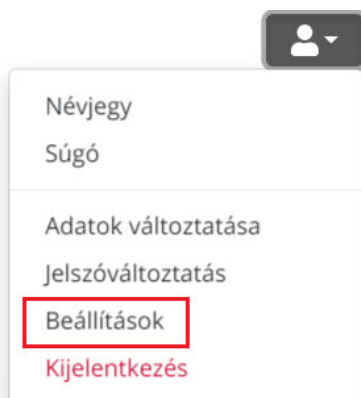 Névjegy
Súgó
Adatok változtatása
Jelszóváltoztatás
Beállítások
Kijelentkezés